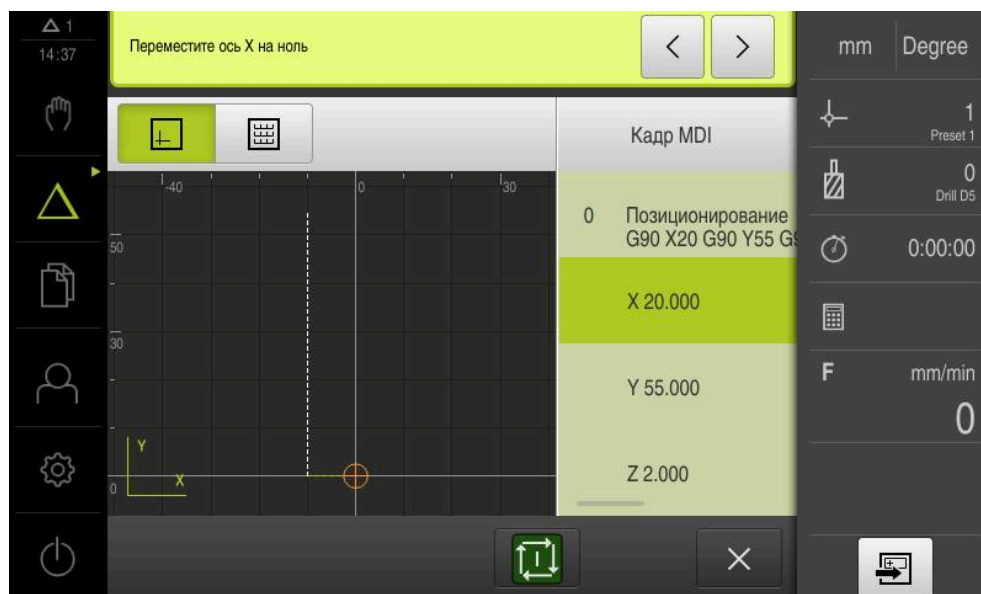 1
14:37
Переместите ось X на ноль
mm
Degree
1
Preset 1
Кадр MDI
0
Drill D5
-40
0
30
0 Позиционирование
G90 X20 G90 Y55 G9
50
0:00:00
X 20.000
30
F
mm/min
0
Y 55.000
Y
X
0
Z 2.000